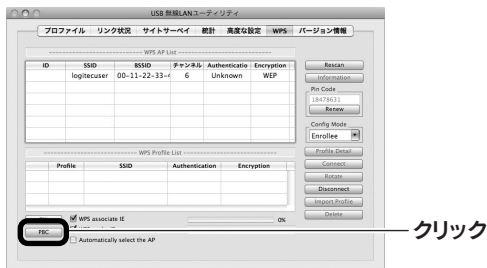 USB 無線LANユーティリティ
プロファイル リンク状況 サイトサーベイ 統計 高度な設定 WPS バージョン情報
WPS AP List
ID SSID BSSID チャンネル Authenticatio Encryption
logitecuser 00-11-22-33-4 6 Unknown WEP
Rescan
Information
Pin Code
18478631
Renew
Config Mode
Enrollee
WPS Profile List
Profile SSID Authentication Encryption
Profile Detail
Connect
Rotate
Disconnect
Import Profile
Delete
WPS associate IE
0%
PBC
Automatically select the AP
クリック